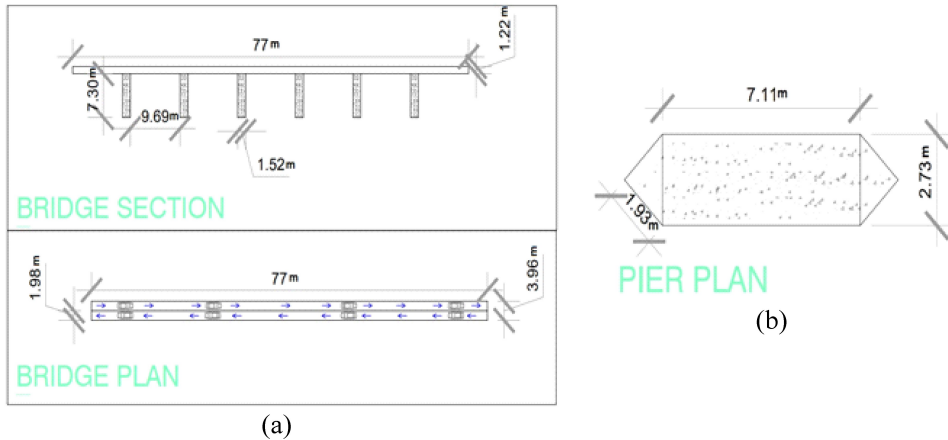 77m
1.22m
7.30m
9.69m
1.52m
BRIDGE SECTION
77m
1.98m
3.96m
BRIDGE PLAN
(a)
7.11m
2.73m
1.93m
PIER PLAN
(b)